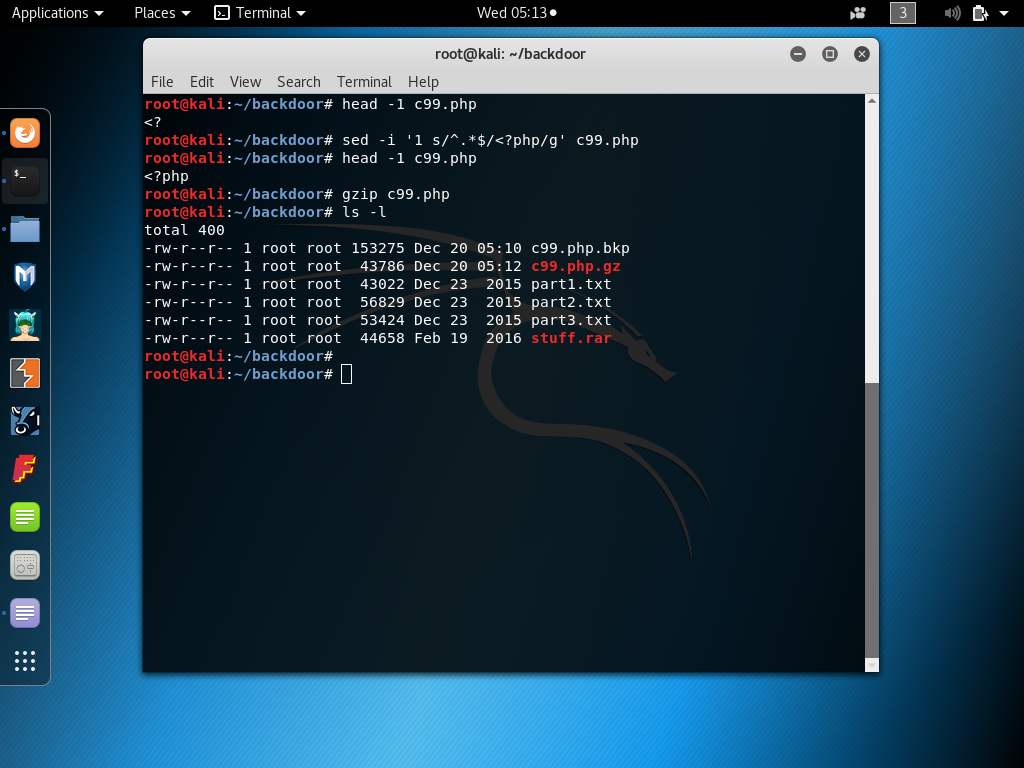 Applications Places Terminal Wed 05:13 3
root@kali: ~/backdoor
File Edit View Search Terminal Help
root@kali:~/backdoor# head -1 c99.php
<?
root@kali:~/backdoor# sed -i '1 s/^.*$/<?php/g' c99.php
root@kali:~/backdoor# head -1 c99.php
<?php
root@kali:~/backdoor# gzip c99.php
root@kali:~/backdoor# ls -l
total 400
-rw-r--r-- 1 root root 153275 Dec 20 05:10 c99.php.bkp
-rw-r--r-- 1 root root  43786 Dec 20 05:12 c99.php.gz
-rw-r--r-- 1 root root  43022 Dec 23  2015 part1.txt
-rw-r--r-- 1 root root  56829 Dec 23  2015 part2.txt
-rw-r--r-- 1 root root  53424 Dec 23  2015 part3.txt
-rw-r--r-- 1 root root  44658 Feb 19  2016 stuff.rar
root@kali:~/backdoor#
root@kali:~/backdoor#